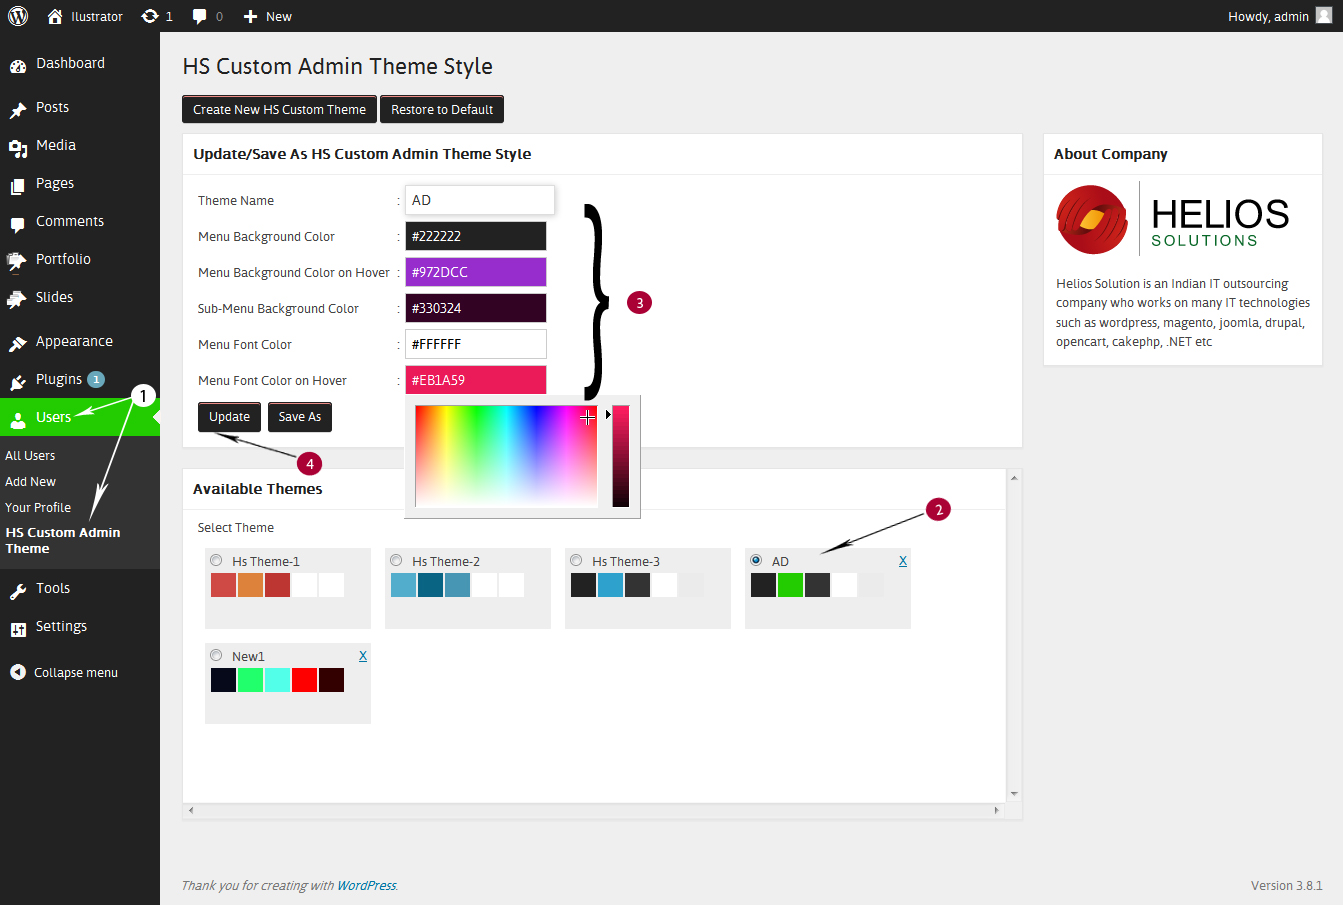 Ilustrator 1 0 New Howdy, admin
Dashboard
Posts
Media
Pages
Comments
Portfolio
Slides
Appearance
Plugins 1
Users
All Users
Add New
Your Profile
HS Custom Admin
Theme
Tools
Settings
Collapse menu
1
HS Custom Admin Theme Style
Create New HS Custom Theme Restore to Default
Update/Save As HS Custom Admin Theme Style
Theme Name : AD
Menu Background Color : #222222
Menu Background Color on Hover : #972DCC
Sub-Menu Background Color : #330324
Menu Font Color : #FFFFFF
Menu Font Color on Hover : #EB1A59
3
Update Save As
4
Available Themes
2
Select Theme
Hs Theme-1 Hs Theme-2 Hs Theme-3 AD X
New1 X
About Company
HELIOS
SOLUTIONS
Helios Solution is an Indian IT outsourcing
company who works on many IT technologies
such as wordpress, magento, joomla, drupal,
opencart, cakephp, .NET etc
Thank you for creating with WordPress. Version 3.8.1